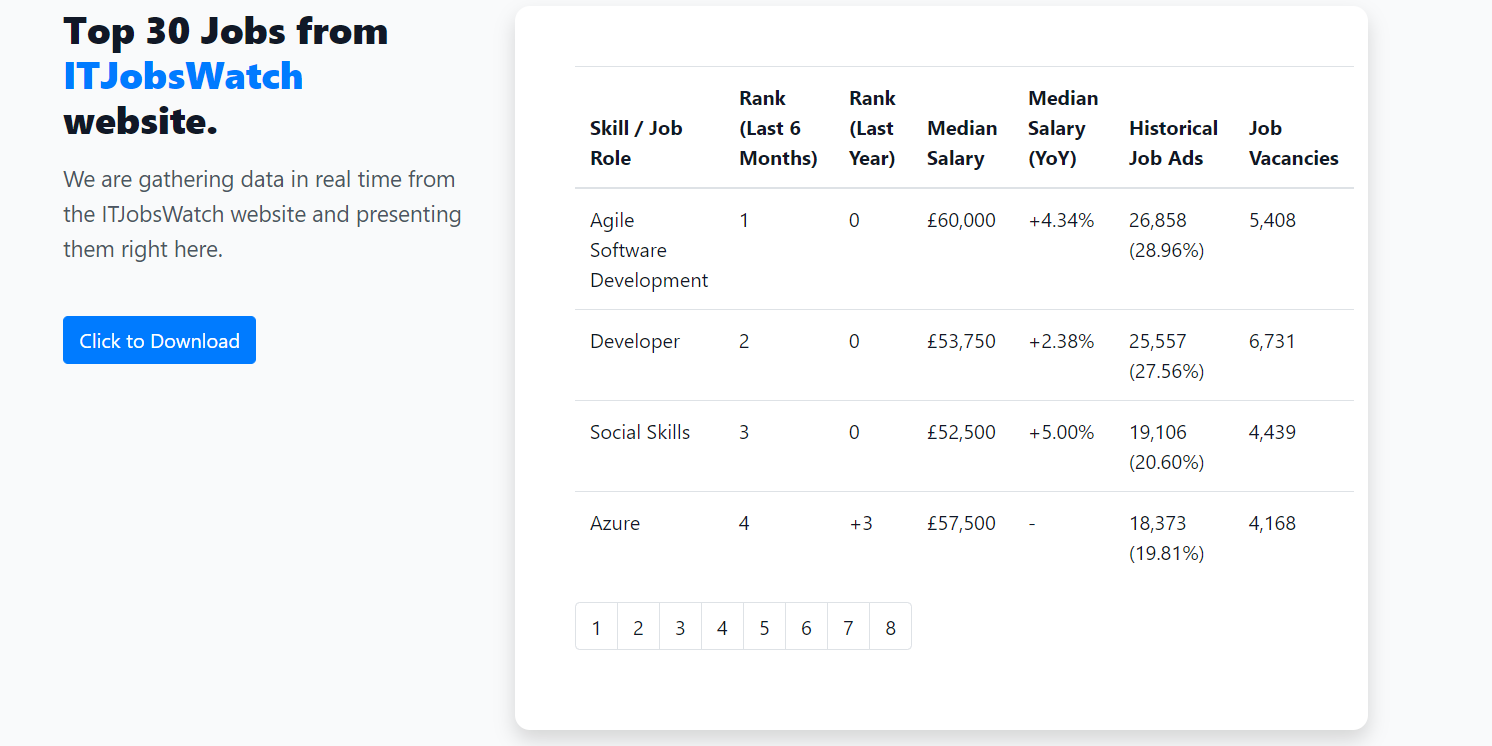 Top 30 Jobs from
ITJobsWatch
website.
We are gathering data in real time from
the ITJobsWatch website and presenting
them right here.
Click to Download
Skill / Job Role Rank (Last 6 Months) Rank (Last Year) Median Salary Median Salary (YoY) Historical Job Ads Job Vacancies
Agile Software Development 1 0 £60,000 +4.34% 26,858 (28.96%) 5,408
Developer 2 0 £53,750 +2.38% 25,557 (27.56%) 6,731
Social Skills 3 0 £52,500 +5.00% 19,106 (20.60%) 4,439
Azure 4 +3 £57,500 - 18,373 (19.81%) 4,168
1 2 3 4 5 6 7 8